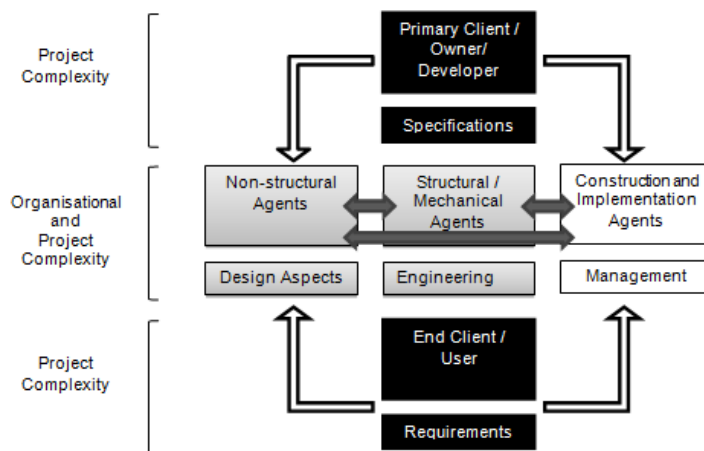 Project
Complexity
Primary Client /
Owner/
Developer
Specifications
Organisational
and
Project
Complexity
Non-structural
Agents
Structural /
Mechanical
Agents
Construction and
Implementation
Agents
Design Aspects
Engineering
Management
Project
Complexity
End Client /
User
Requirements